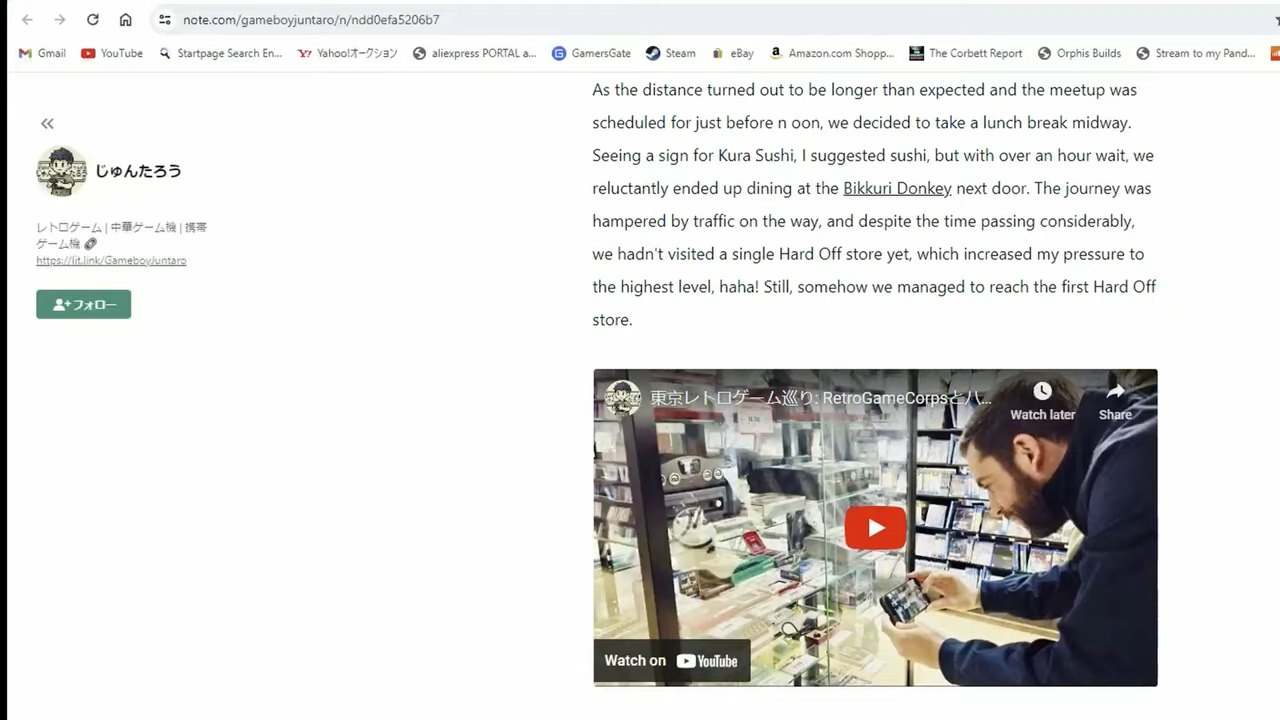 note.com/gameboyjuntaro/n/ndd0efa5206b7
Gmail
YouTube
Startpage Search En...
Yahoo!オークション
aliexpress PORTAL a...
GamersGate
Steam
eBay
Amazon.com Shopp...
The Corbett Report
Orphis Builds
Stream to my Pand...
じゅんたろう
レトロゲーム | 中華ゲーム機 | 携帯
ゲーム機
https://lit.link/GameboyJuntaro
フォロー
As the distance turned out to be longer than expected and the meetup was
scheduled for just before n oon, we decided to take a lunch break midway.
Seeing a sign for Kura Sushi, I suggested sushi, but with over an hour wait, we
reluctantly ended up dining at the Bikkuri Donkey next door. The journey was
hampered by traffic on the way, and despite the time passing considerably,
we hadn't visited a single Hard Off store yet, which increased my pressure to
the highest level, haha! Still, somehow we managed to reach the first Hard Off
store.
東京レトロゲーム巡り: RetroGameCorpsとハ...
Watch later
Share
Watch on YouTube